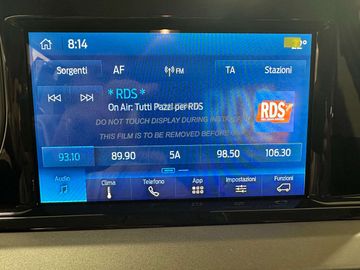 8:14
Sorgenti AF FM TA Stazioni
* RDS *
On Air: Tutti Pazzi per RDS
DO NOT TOUCH DISPLAY DURING
THIS FILM IS TO BE REMOVED BEFORE
RDS
93.10 89.90 5A 98.50 106.30
Audio Clima Telefono App Impostazioni Funzioni